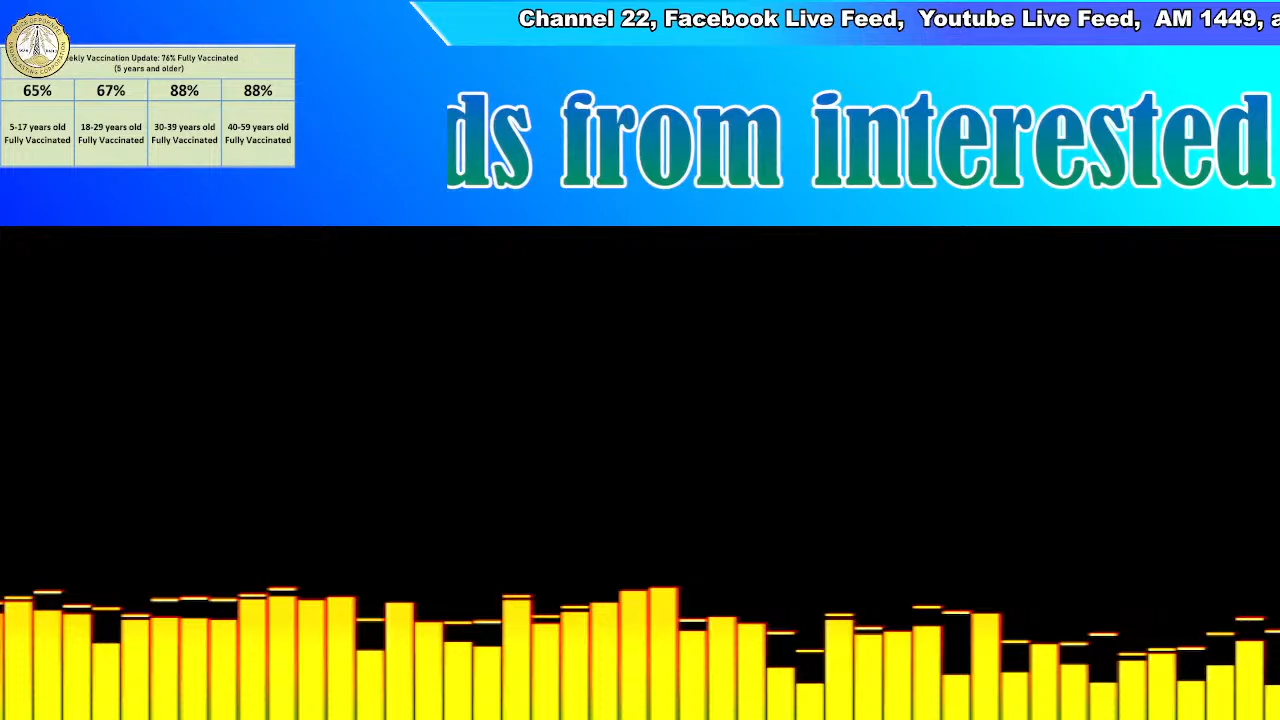 Channel 22, Facebook Live Feed, Youtube Live Feed, AM 1449, a
ekly Vaccination Update: 76% Fully Vaccinated
(5 years and older)
65% 67% 88% 88%
5-17 years old 18-29 years old 30-39 years old 40-59 years old
Fully Vaccinated Fully Vaccinated Fully Vaccinated Fully Vaccinated
ds from interested